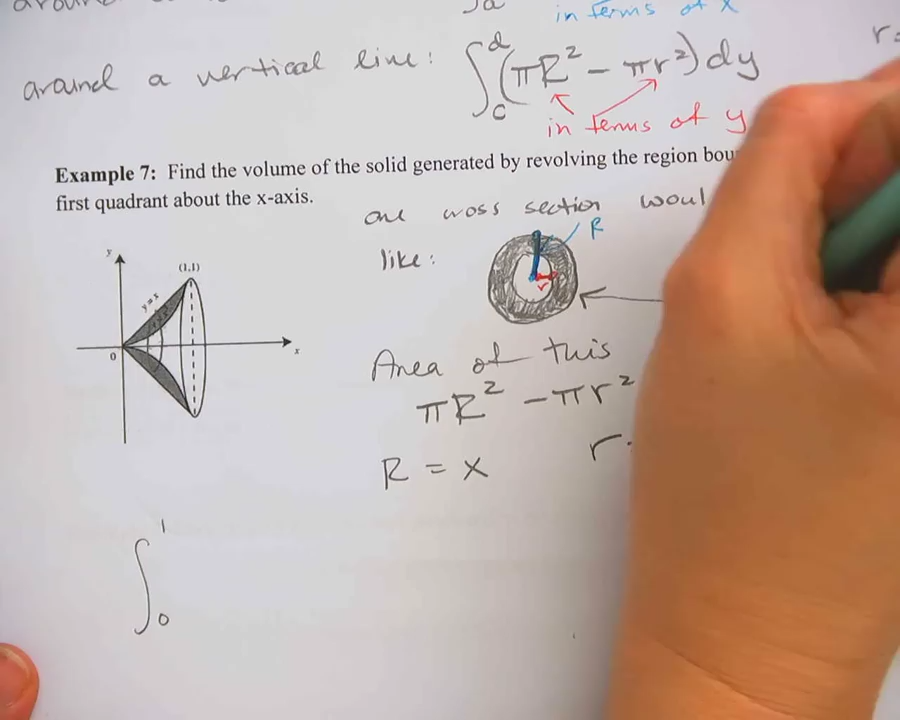 in terms of x
around a vertical line: ∫_c^d (πR² − πr²) dy
in terms of y
Example 7: Find the volume of the solid generated by revolving the region
first quadrant about the x-axis.
one cross section
like: R
r
y
(1,1)
y = x
0
x
Area of this
πR² − πr²
R = x
∫_0^1